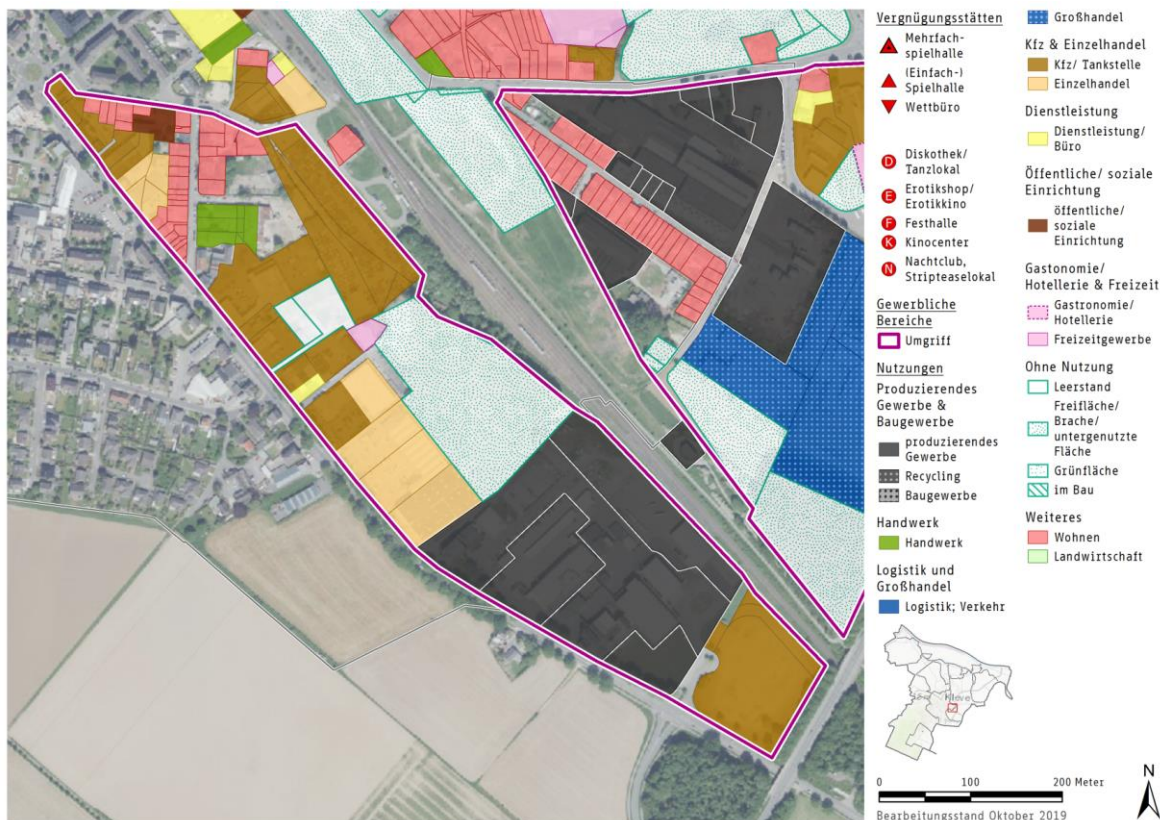 Vergnügungsstätten
Mehrfach-
spielhalle
(Einfach-)
Spielhalle
Wettbüro
D Diskothek/
Tanzlokal
E Erotikshop/
Erotikkino
F Festhalle
K Kinocenter
N Nachtclub,
Stripteaselokal
Gewerbliche
Bereiche
Umgriff
Nutzungen
Produzierendes
Gewerbe &
Baugewerbe
produzierendes
Gewerbe
Recycling
Baugewerbe
Handwerk
Handwerk
Logistik und
Großhandel
Logistik; Verkehr
Großhandel
Kfz & Einzelhandel
Kfz/ Tankstelle
Einzelhandel
Dienstleistung
Dienstleistung/
Büro
Öffentliche/ soziale
Einrichtung
öffentliche/
soziale
Einrichtung
Gastonomie/
Hotellerie & Freizeit
Gastronomie/
Hotellerie
Freizeitgewerbe
Ohne Nutzung
Leerstand
Freifläche/
Brache/
untergenutzte
Fläche
Grünfläche
im Bau
Weiteres
Wohnen
Landwirtschaft
Kleve
0 100 200 Meter
N
Bearbeitungsstand Oktober 2019